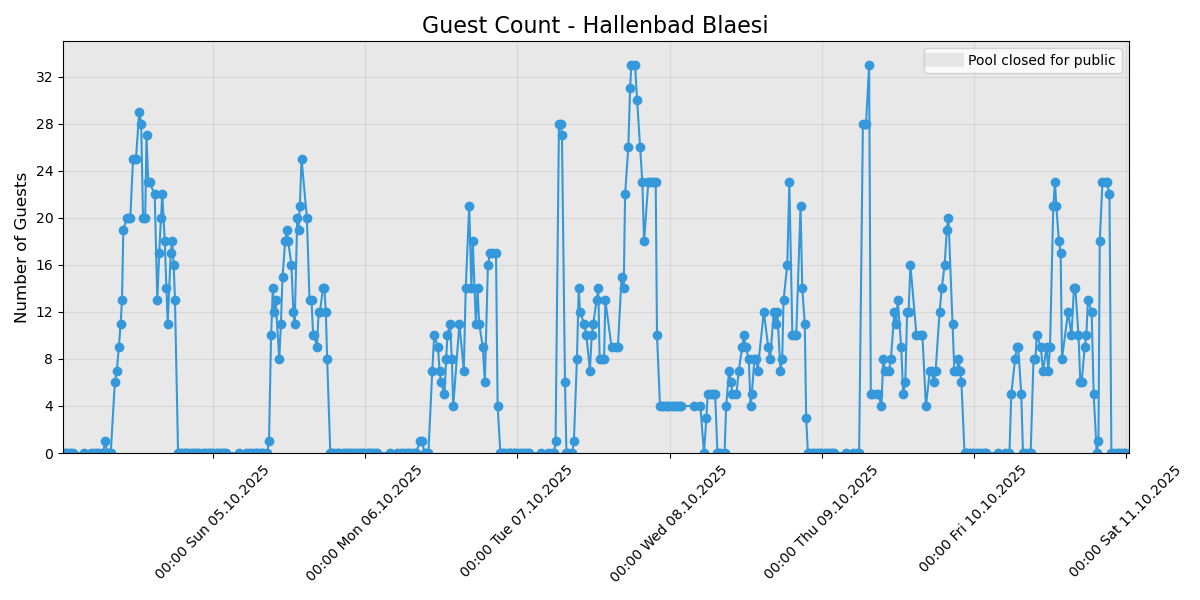 Guest Count - Hallenbad Blaesi
Pool closed for public
Number of Guests
32
28
24
20
16
12
8
4
0
00:00 Sun 05.10.2025
00:00 Mon 06.10.2025
00:00 Tue 07.10.2025
00:00 Wed 08.10.2025
00:00 Thu 09.10.2025
00:00 Fri 10.10.2025
00:00 Sat 11.10.2025